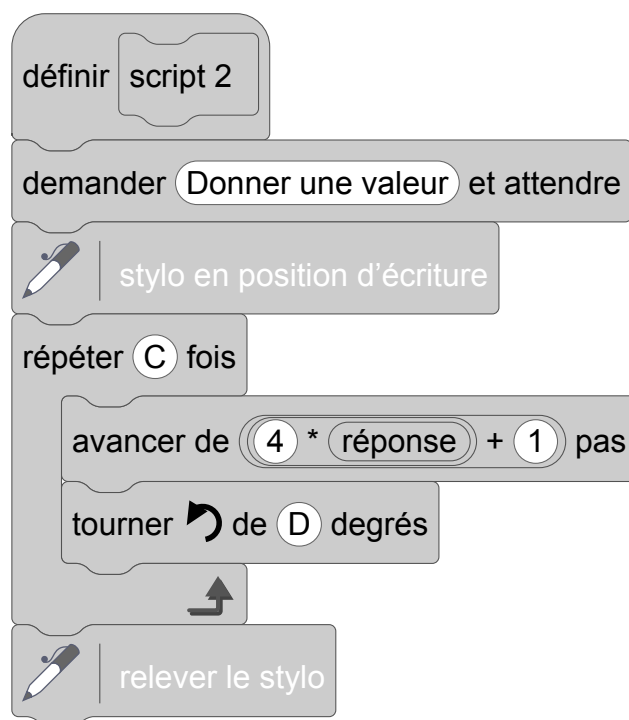 définir script 2
demander Donner une valeur et attendre
stylo en position d’écriture
répéter C fois
avancer de 4 * réponse + 1 pas
tourner de D degrés
relever le stylo